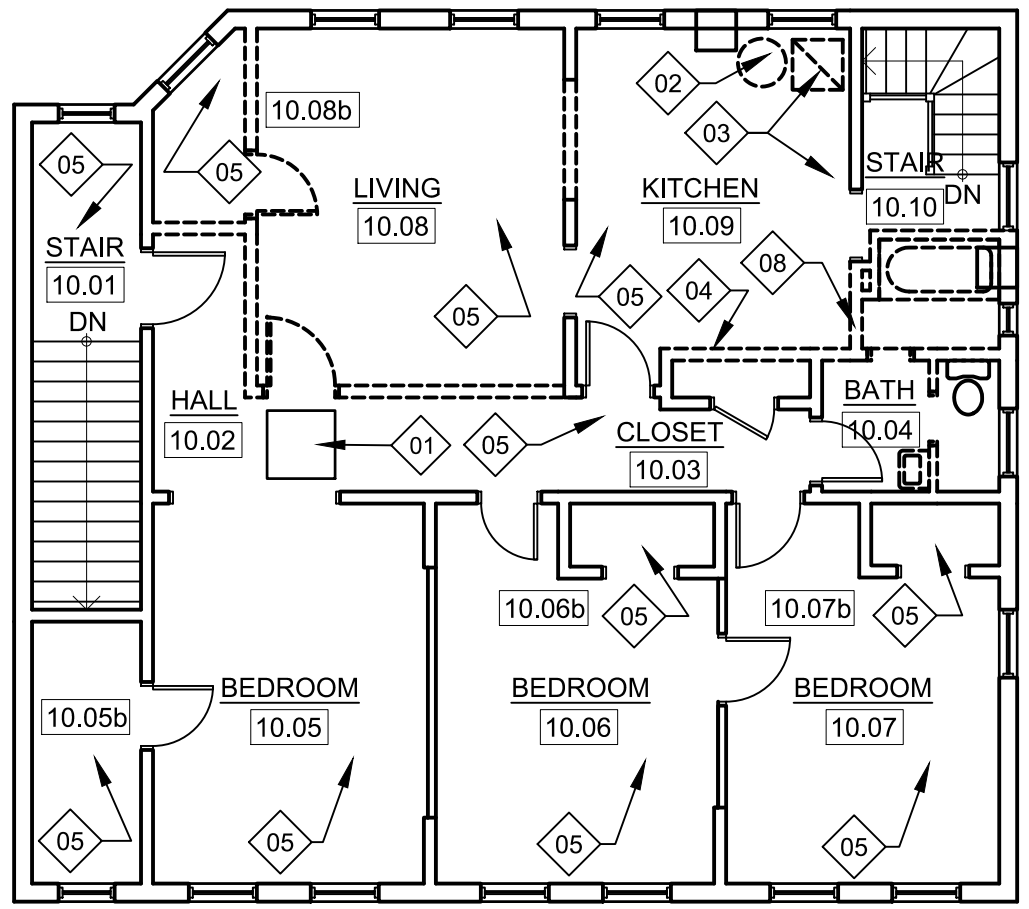 02
10.08b
03
05
05
STAIR
LIVING
KITCHEN
10.10
DN
10.08
10.09
STAIR
10.01
08
04
05
05
DN
HALL
BATH
10.02
01
05
CLOSET
10.04
10.03
10.06b
05
10.07b
05
BEDROOM
BEDROOM
BEDROOM
10.05b
10.05
10.06
10.07
05
05
05
05